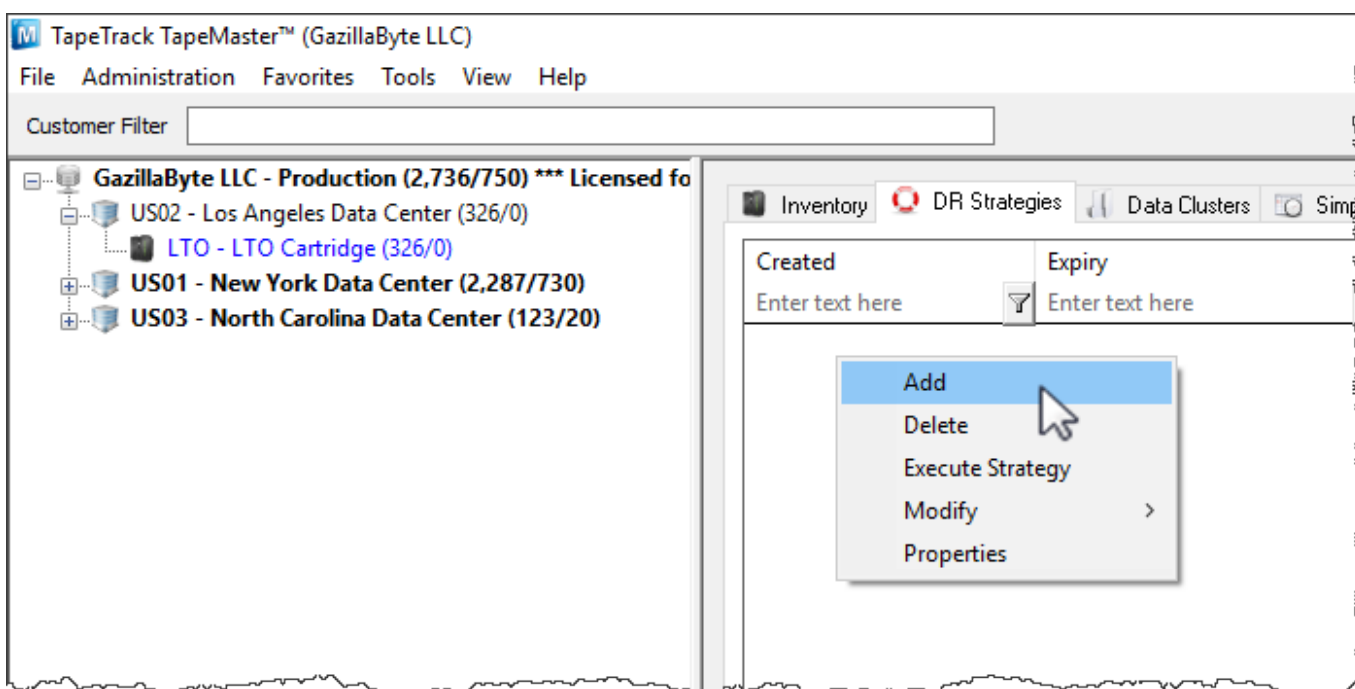 TapeTrack TapeMaster™ (GazillaByte LLC)
File Administration Favorites Tools View Help
Customer Filter
GazillaByte LLC - Production (2,736/750) *** Licensed fo
US02 - Los Angeles Data Center (326/0)
LTO - LTO Cartridge (326/0)
US01 - New York Data Center (2,287/730)
US03 - North Carolina Data Center (123/20)
Inventory DR Strategies Data Clusters Simp
Created Expiry
Enter text here Enter text here
Add
Delete
Execute Strategy
Modify
Properties